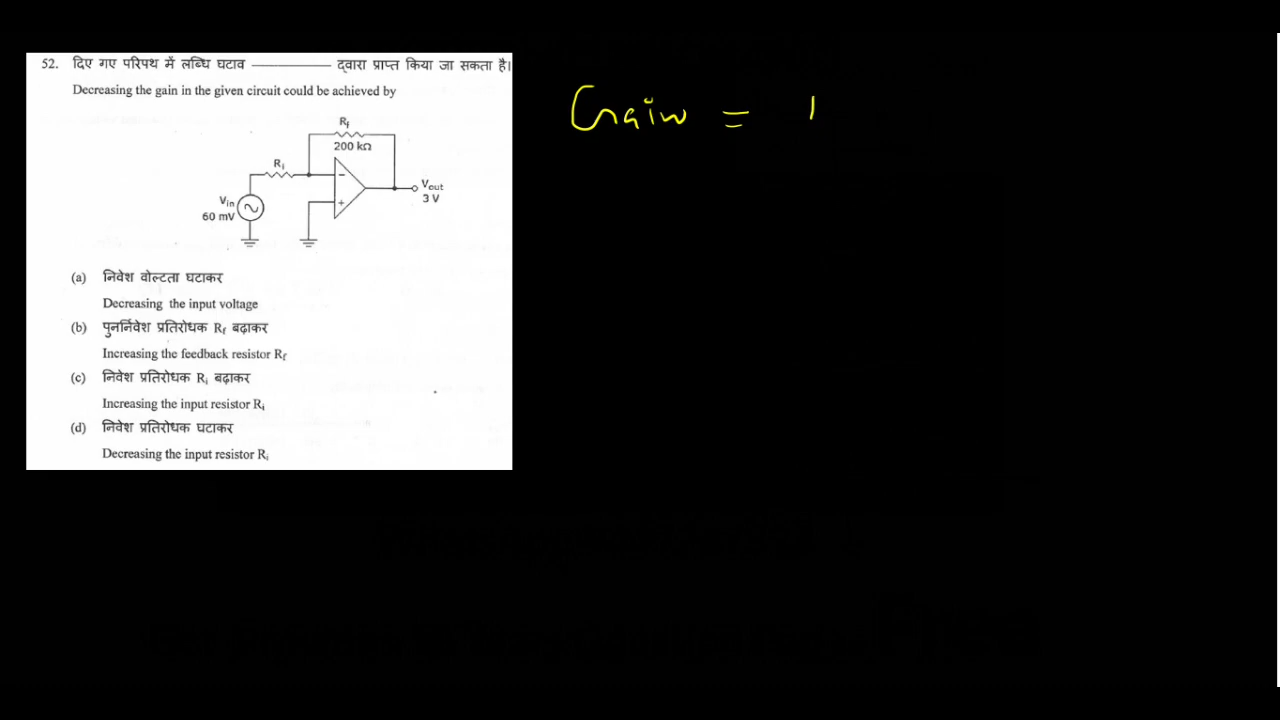 52. दिए गए परिपथ में लब्धि घटाव ________ द्वारा प्राप्त किया जा सकता है।
Decreasing the gain in the given circuit could be achieved by
Rf
200 kΩ
Ri
Vin
60 mV
−
+
Vout
3 V
(a) निवेश वोल्टता घटाकर
Decreasing the input voltage
(b) पुनर्निवेश प्रतिरोधक Rf बढ़ाकर
Increasing the feedback resistor Rf
(c) निवेश प्रतिरोधक Ri बढ़ाकर
Increasing the input resistor Ri
(d) निवेश प्रतिरोधक घटाकर
Decreasing the input resistor Ri
Gain =